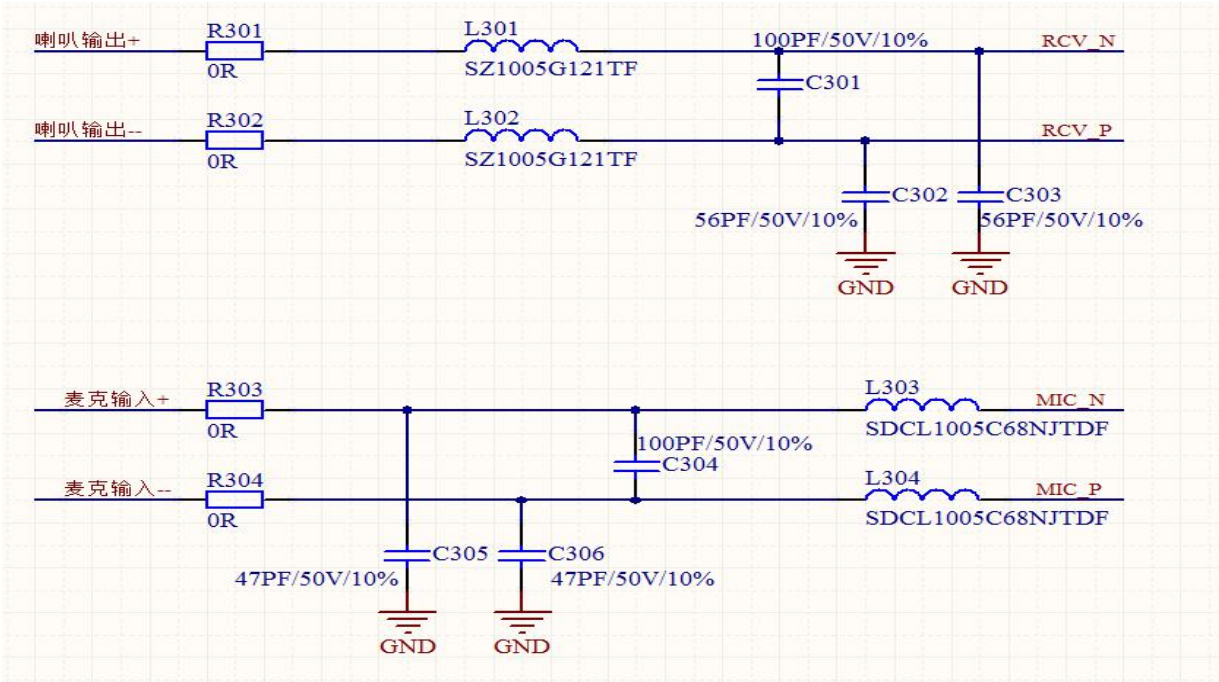 R301
L301
喇叭输出+
100PF/50V/10%
RCV_N
0R
SZ1005G121TF
C301
R302
L302
喇叭输出--
RCV_P
0R
SZ1005G121TF
C302
C303
56PF/50V/10%
56PF/50V/10%
GND
GND
R303
L303
麦克输入+
MIC_N
0R
SDCL1005C68NJTDF
100PF/50V/10%
C304
R304
L304
麦克输入--
MIC_P
0R
SDCL1005C68NJTDF
C305
C306
47PF/50V/10%
47PF/50V/10%
GND
GND